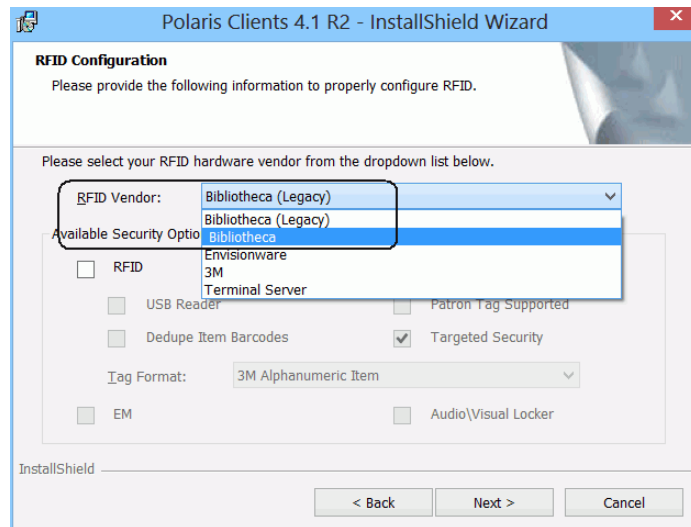 Polaris Clients 4.1 R2 - InstallShield Wizard
RFID Configuration
Please provide the following information to properly configure RFID.
Please select your RFID hardware vendor from the dropdown list below.
RFID Vendor: Bibliotheca (Legacy)
Bibliotheca (Legacy)
Available Security Optio Bibliotheca
Envisionware
RFID
3M
Terminal Server
USB Reader Patron Tag Supported
Dedupe Item Barcodes Targeted Security
Tag Format: 3M Alphanumeric Item
EM Audio\Visual Locker
InstallShield
< Back Next > Cancel